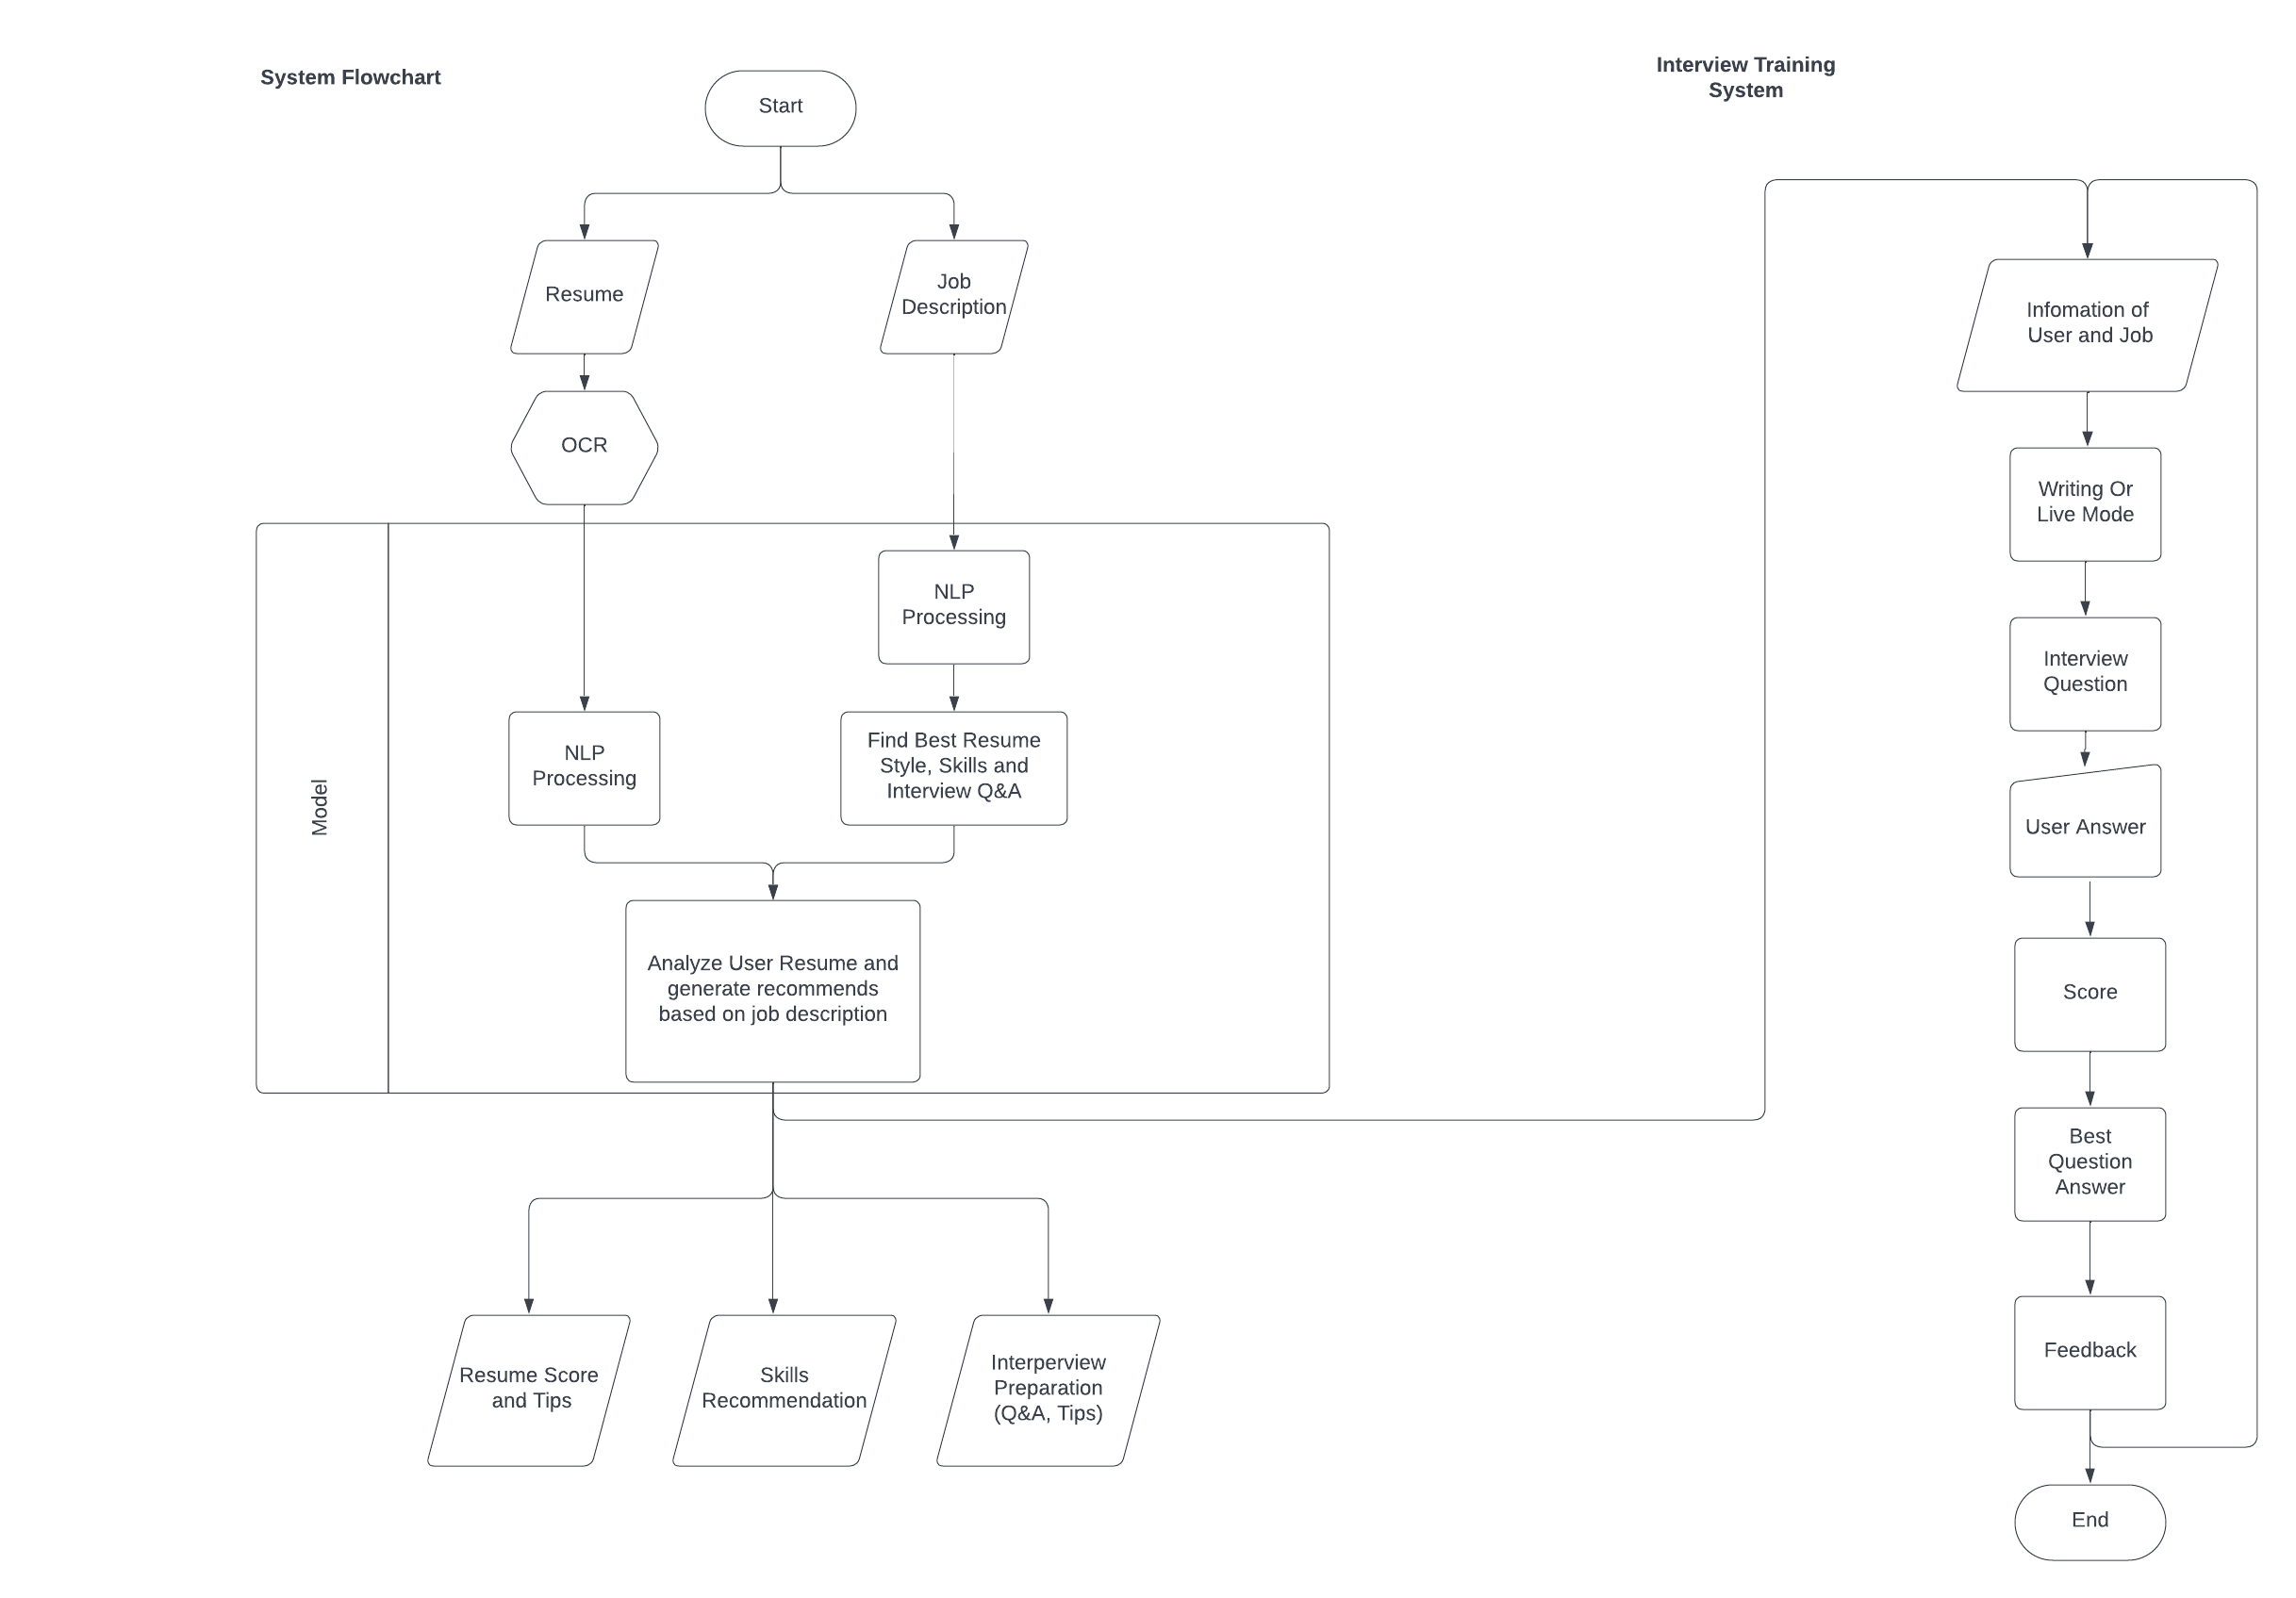 System Flowchart
Start
Resume
Job
Description
OCR
Model
NLP
Processing
NLP
Processing
Find Best Resume
Style, Skills and
Interview Q&A
Analyze User Resume and
generate recommends
based on job description
Resume Score
and Tips
Skills
Recommendation
Interperview
Preparation
(Q&A, Tips)
Interview Training
System
Infomation of
User and Job
Writing Or
Live Mode
Interview
Question
User Answer
Score
Best
Question
Answer
Feedback
End